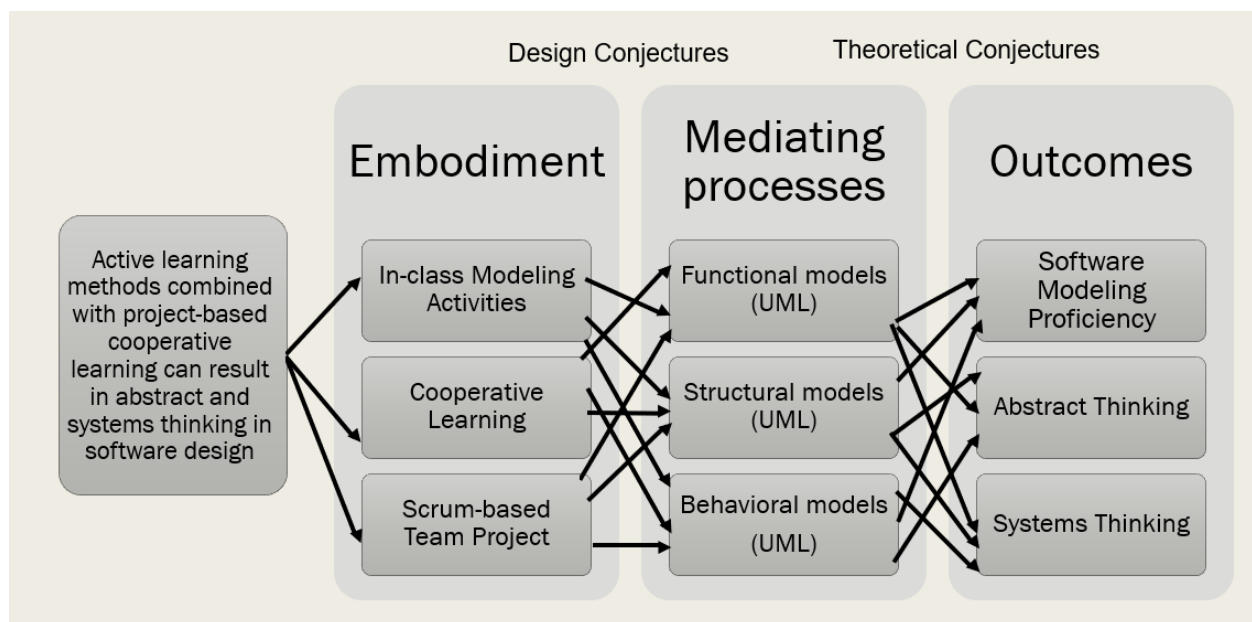 Design Conjectures
Theoretical Conjectures
Embodiment
Mediating
processes
Outcomes
Active learning
methods combined
with project-based
cooperative
learning can result
in abstract and
systems thinking in
software design
In-class Modeling
Activities
Cooperative
Learning
Scrum-based
Team Project
Functional models
(UML)
Structural models
(UML)
Behavioral models
(UML)
Software
Modeling
Proficiency
Abstract Thinking
Systems Thinking